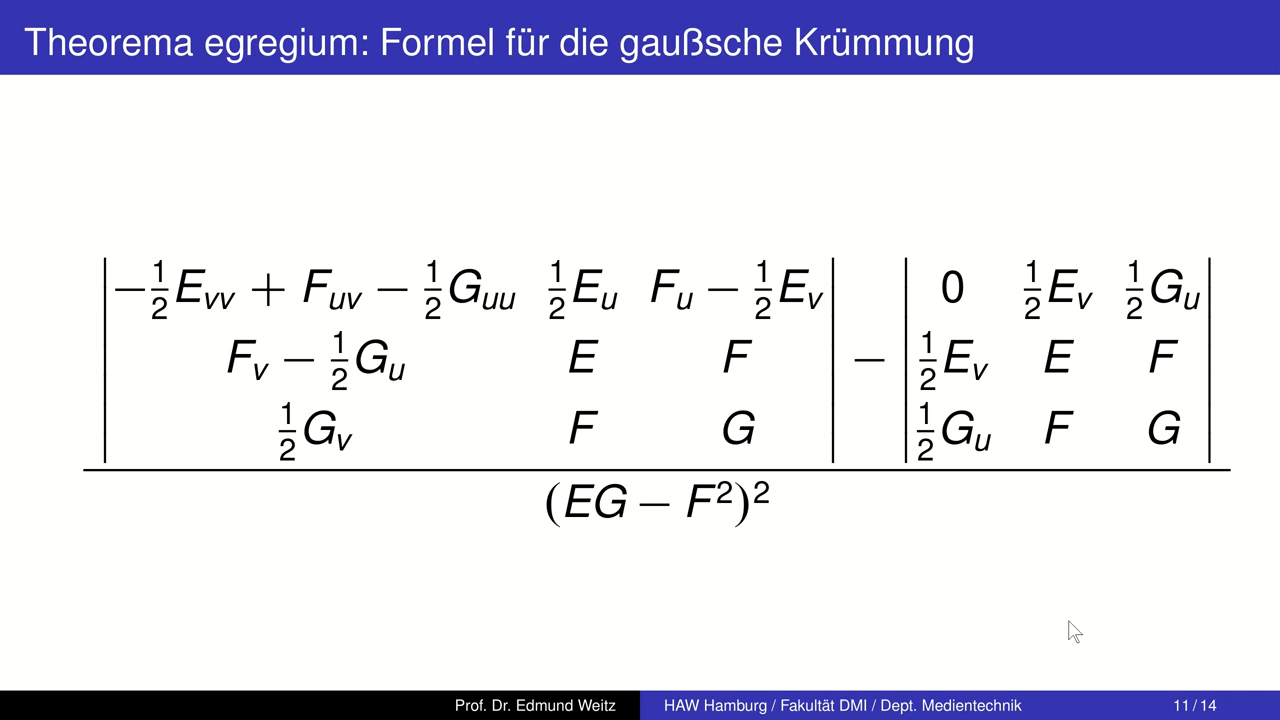 Theorema egregium: Formel für die gaußsche Krümmung
|−½E_vv + F_uv − ½G_uu   ½E_u   F_u − ½E_v|   |0   ½E_v   ½G_u|
|F_v − ½G_u   E   F| − |½E_v   E   F|
|½G_v   F   G|   |½G_u   F   G|
(EG − F²)²
Prof. Dr. Edmund Weitz   HAW Hamburg / Fakultät DMI / Dept. Medientechnik   11 / 14